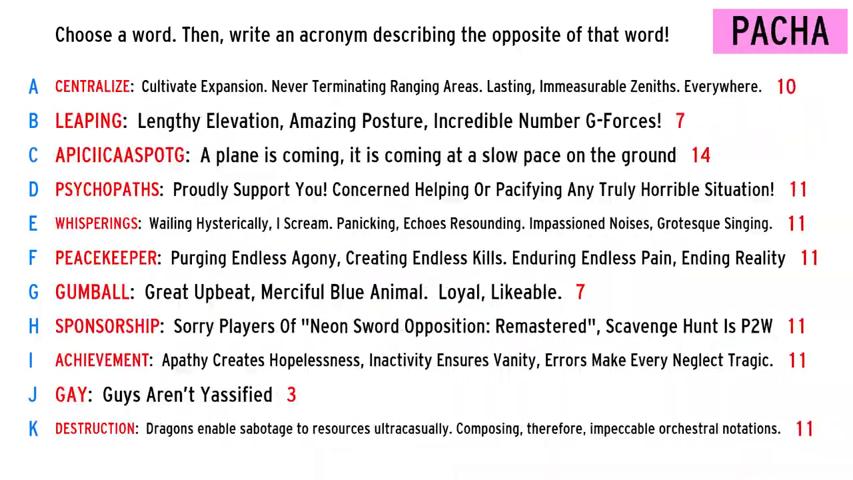 Choose a word. Then, write an acronym describing the opposite of that word! PACHA
A CENTRALIZE: Cultivate Expansion. Never Terminating Ranging Areas. Lasting, Immeasurable Zeniths. Everywhere. 10
B LEAPING: Lengthy Elevation, Amazing Posture, Incredible Number G-Forces! 7
C APICIICAASPOTG: A plane is coming, it is coming at a slow pace on the ground 14
D PSYCHOPATHS: Proudly Support You! Concerned Helping Or Pacifying Any Truly Horrible Situation! 11
E WHISPERINGS: Wailing Hysterically, I Scream. Panicking, Echoes Resounding. Impassioned Noises, Grotesque Singing. 11
F PEACEKEEPER: Purging Endless Agony, Creating Endless Kills. Enduring Endless Pain, Ending Reality 11
G GUMBALL: Great Upbeat, Merciful Blue Animal. Loyal, Likeable. 7
H SPONSORSHIP: Sorry Players Of "Neon Sword Opposition: Remastered", Scavenge Hunt Is P2W 11
I ACHIEVEMENT: Apathy Creates Hopelessness, Inactivity Ensures Vanity, Errors Make Every Neglect Tragic. 11
J GAY: Guys Aren't Yassified 3
K DESTRUCTION: Dragons enable sabotage to resources ultracasually. Composing, therefore, impeccable orchestral notations. 11